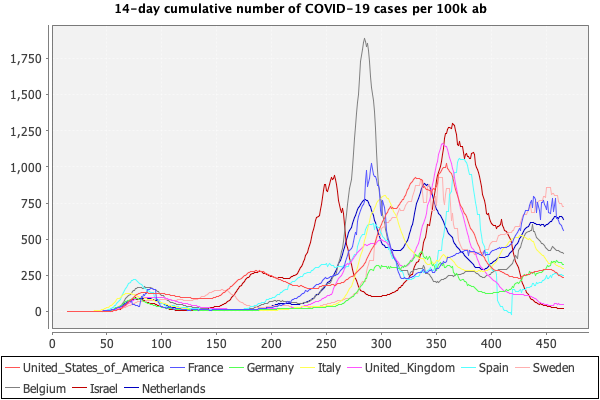 14-day cumulative number of COVID-19 cases per 100k ab
1,750
1,500
1,250
1,000
750
500
250
0
0 50 100 150 200 250 300 350 400 450
United_States_of_America France Germany Italy United_Kingdom Spain Sweden
Belgium Israel Netherlands